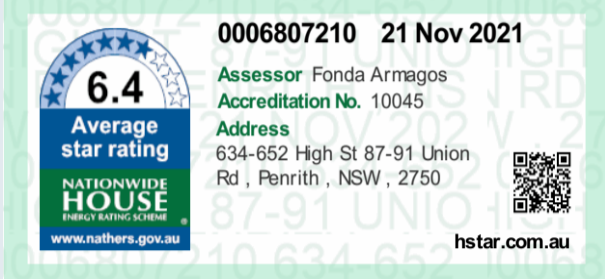 0006807210 21 Nov 2021
6.4
Average
star rating
NATIONWIDE
HOUSE
ENERGY RATING SCHEME
®
www.nathers.gov.au
Assessor Fonda Armagos
Accreditation No. 10045
Address
634-652 High St 87-91 Union
Rd , Penrith , NSW , 2750
hstar.com.au